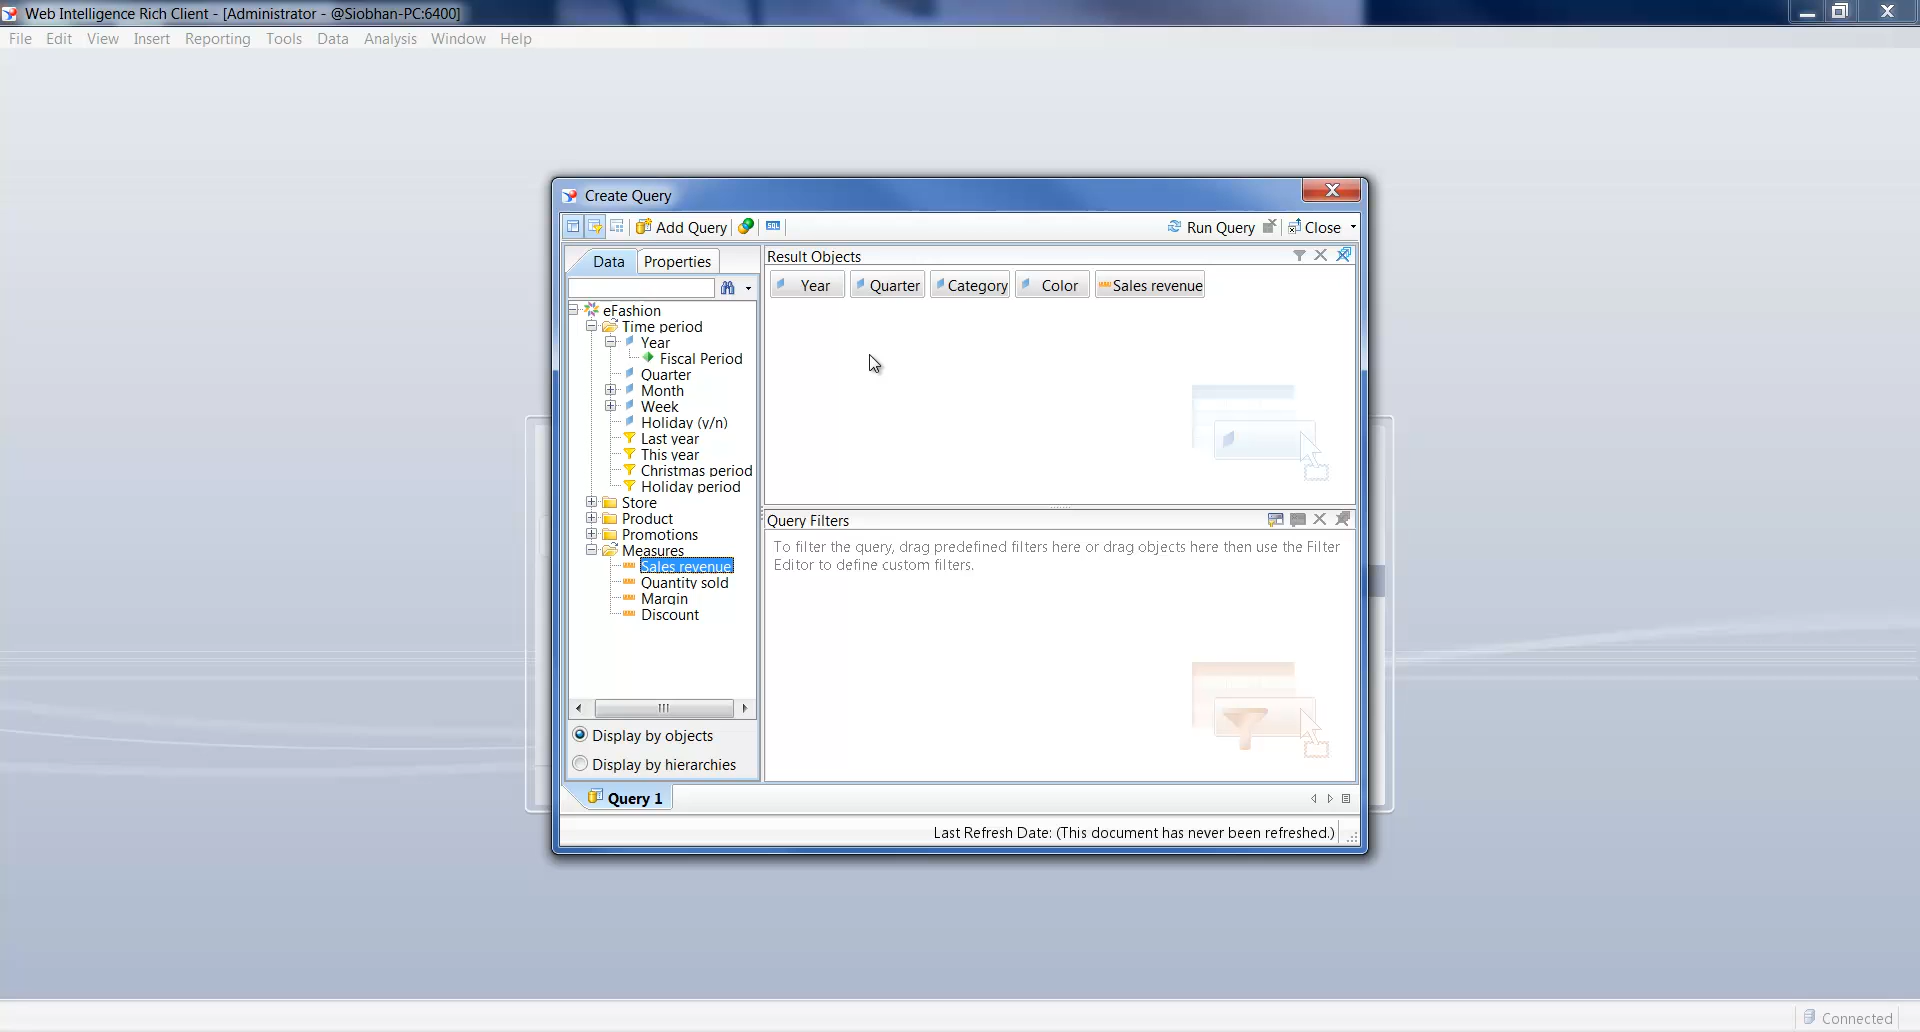 Web Intelligence Rich Client - [Administrator - @Siobhan-PC:6400]
File Edit View Insert Reporting Tools Data Analysis Window Help
Create Query
Add Query SQL Run Query Close
Data Properties
Result Objects
Year Quarter Category Color Sales revenue
eFashion
Time period
Year
Fiscal Period
Quarter
Month
Week
Holiday (y/n)
Last year
This year
Christmas period
Holiday period
Store
Product
Promotions
Measures
Sales revenue
Quantity sold
Margin
Discount
Query Filters
To filter the query, drag predefined filters here or drag objects here then use the Filter
Editor to define custom filters.
Display by objects
Display by hierarchies
Query 1
Last Refresh Date: (This document has never been refreshed.)
Connected